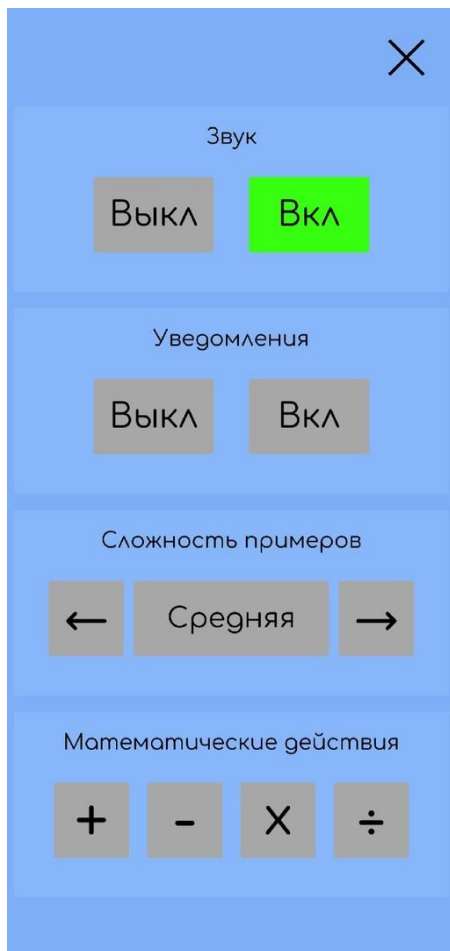 Звук
Выкл Вкл
Уведомления
Выкл Вкл
Сложность примеров
← Средняя →
Математические действия
+ - X ÷